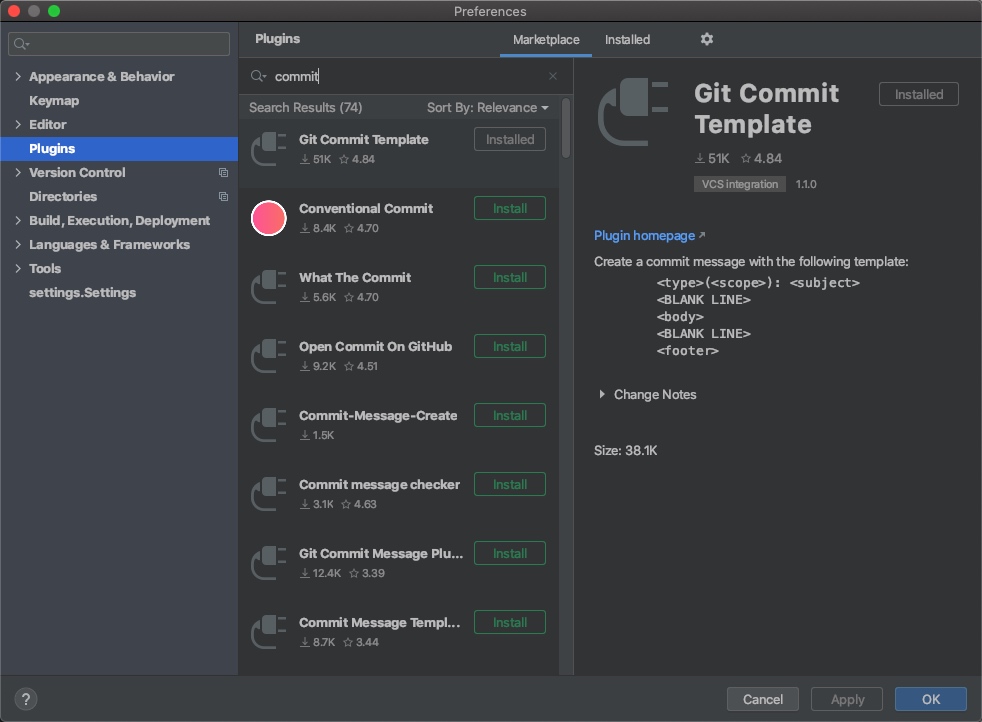 Preferences
Appearance & Behavior
Keymap
Editor
Plugins
Version Control
Directories
Build, Execution, Deployment
Languages & Frameworks
Tools
settings.Settings
Plugins
Marketplace
Installed
commit
Search Results (74)
Sort By: Relevance
Git Commit Template
Installed
51K 4.84
Conventional Commit
Install
8.4K 4.70
What The Commit
Install
5.6K 4.70
Open Commit On GitHub
Install
9.2K 4.51
Commit-Message-Create
Install
1.5K
Commit message checker
Install
3.1K 4.63
Git Commit Message Plu...
Install
12.4K 3.39
Commit Message Templ...
Install
8.7K 3.44
Git Commit
Template
Installed
51K 4.84
VCS integration 1.1.0
Plugin homepage
Create a commit message with the following template:
<type>(<scope>): <subject>
<BLANK LINE>
<body>
<BLANK LINE>
<footer>
Change Notes
Size: 38.1K
?
Cancel
Apply
OK